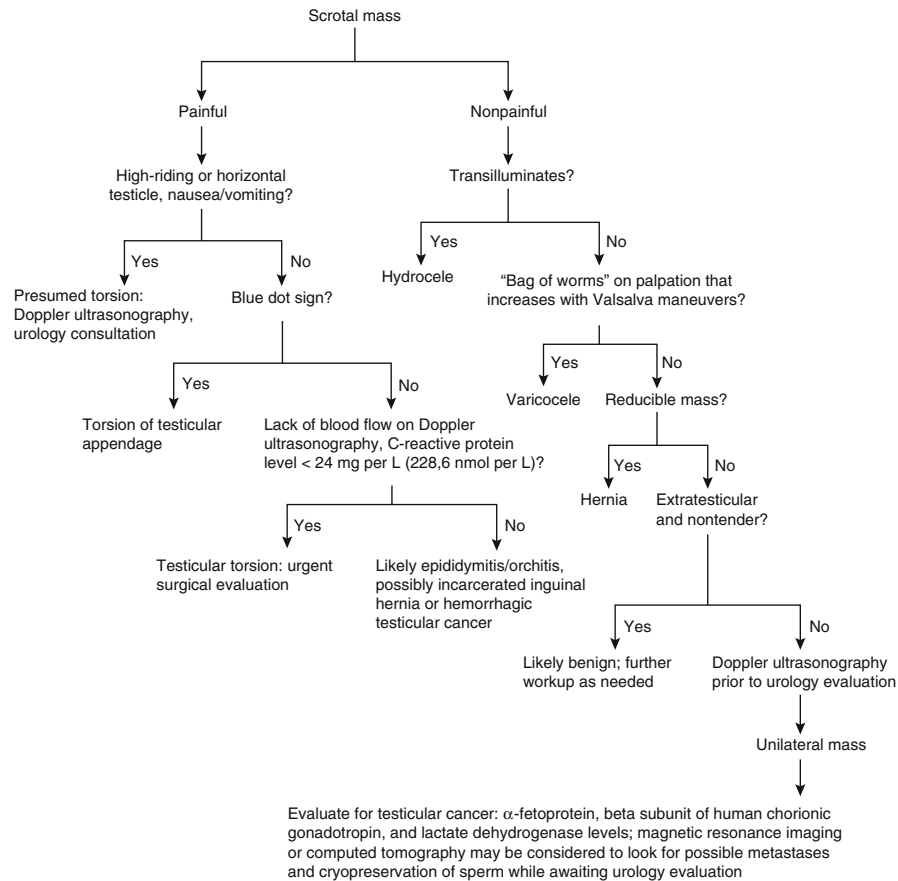 Scrotal mass
Painful
Nonpainful
High-riding or horizontal
testicle, nausea/vomiting?
Transilluminates?
Yes
No
Yes
No
Presumed torsion:
Doppler ultrasonography,
urology consultation
Blue dot sign?
Hydrocele
“Bag of worms” on palpation that
increases with Valsalva maneuvers?
Yes
No
Yes
No
Torsion of testicular
appendage
Lack of blood flow on Doppler
ultrasonography, C-reactive protein
level < 24 mg per L (228,6 nmol per L)?
Varicocele
Reducible mass?
Yes
No
Hernia
Extratesticular
and nontender?
Yes
No
Testicular torsion: urgent
surgical evaluation
Likely epididymitis/orchitis,
possibly incarcerated inguinal
hernia or hemorrhagic
testicular cancer
Yes
No
Likely benign; further
workup as needed
Doppler ultrasonography
prior to urology evaluation
Unilateral mass
Evaluate for testicular cancer: α-fetoprotein, beta subunit of human chorionic
gonadotropin, and lactate dehydrogenase levels; magnetic resonance imaging
or computed tomography may be considered to look for possible metastases
and cryopreservation of sperm while awaiting urology evaluation